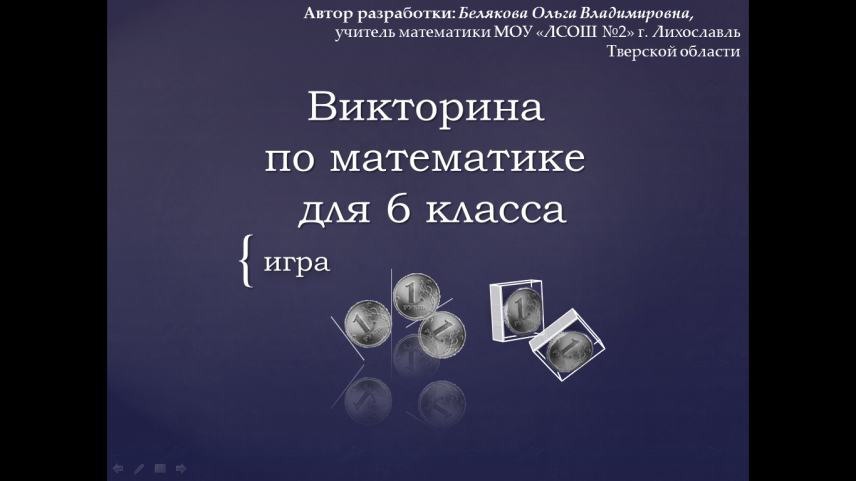 Автор разработки: Белякова Ольга Владимировна,
учитель математики МОУ «ЛСОШ №2» г. Лихославль
Тверской области
Викторина
по математике
для 6 класса
{ игра